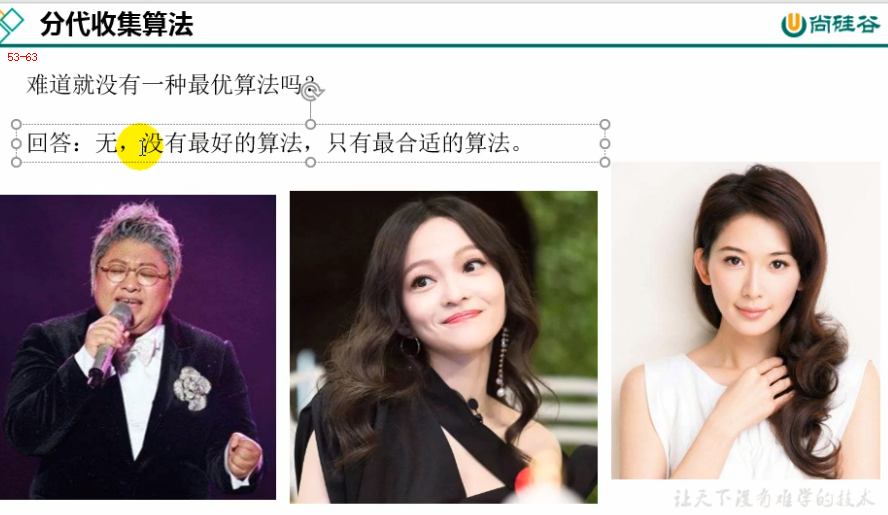 分代收集算法
尚硅谷
53-63
难道就没有一种最优算法吗？
回答：无，没有最好的算法，只有最合适的算法。
让天下没有难学的技术